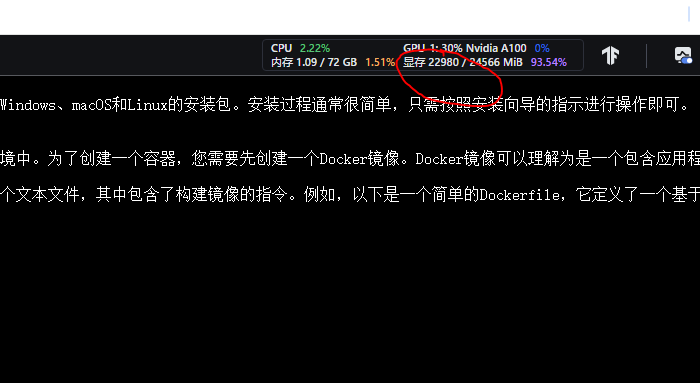 CPU 2.22% GPU 1: 30% Nvidia A100 0%
内存 1.09 / 72 GB 1.51% 显存 22980 / 24566 MiB 93.54%
Windows、macOS和Linux的安装包。安装过程通常很简单，只需按照安装向导的指示进行操作即可。
境中。为了创建一个容器，您需要先创建一个Docker镜像。Docker镜像可以理解为是一个包含应用程
个文本文件，其中包含了构建镜像的指令。例如，以下是一个简单的Dockerfile，它定义了一个基于